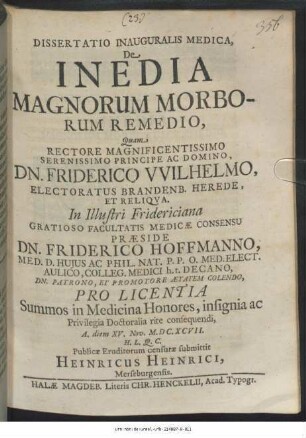 (23)
356
DISSERTATIO INAUGURALIS MEDICA,
De
INEDIA
MAGNORUM MORBO-
RUM REMEDIO,
Quam
RECTORE MAGNIFICENTISSIMO
SERENISSIMO PRINCIPE AC DOMINO,
DN. FRIDERICO VVILHELMO,
ELECTORATUS BRANDENB. HEREDE,
ET RELIQVA.
In Illustri Fridericiana
GRATIOSO FACULTATIS MEDICÆ CONSENSU
PRÆSIDE
DN. FRIDERICO HOFFMANNO,
MED. D. HUJUS AC PHIL. NAT. P. P. O. MED. ELECT.
AULICO, COLLEG. MEDICI h.t. DECANO,
DN. PATRONO, ET PROMOTORE ÆTATEM COLENDO,
PRO LICENTIA
Summos in Medicina Honores, insignia ac
Privilegia Doctoralia rite consequendi,
A. diem XV. Nov. M.DC.XCVII.
H. L. Q. C.
Publicæ Eruditorum censuræ submittit
HEINRICUS HEINRICI,
Merseburgensis.
HALÆ MAGDEB. Literis CHR. HENCKELII, Acad. Typogr.